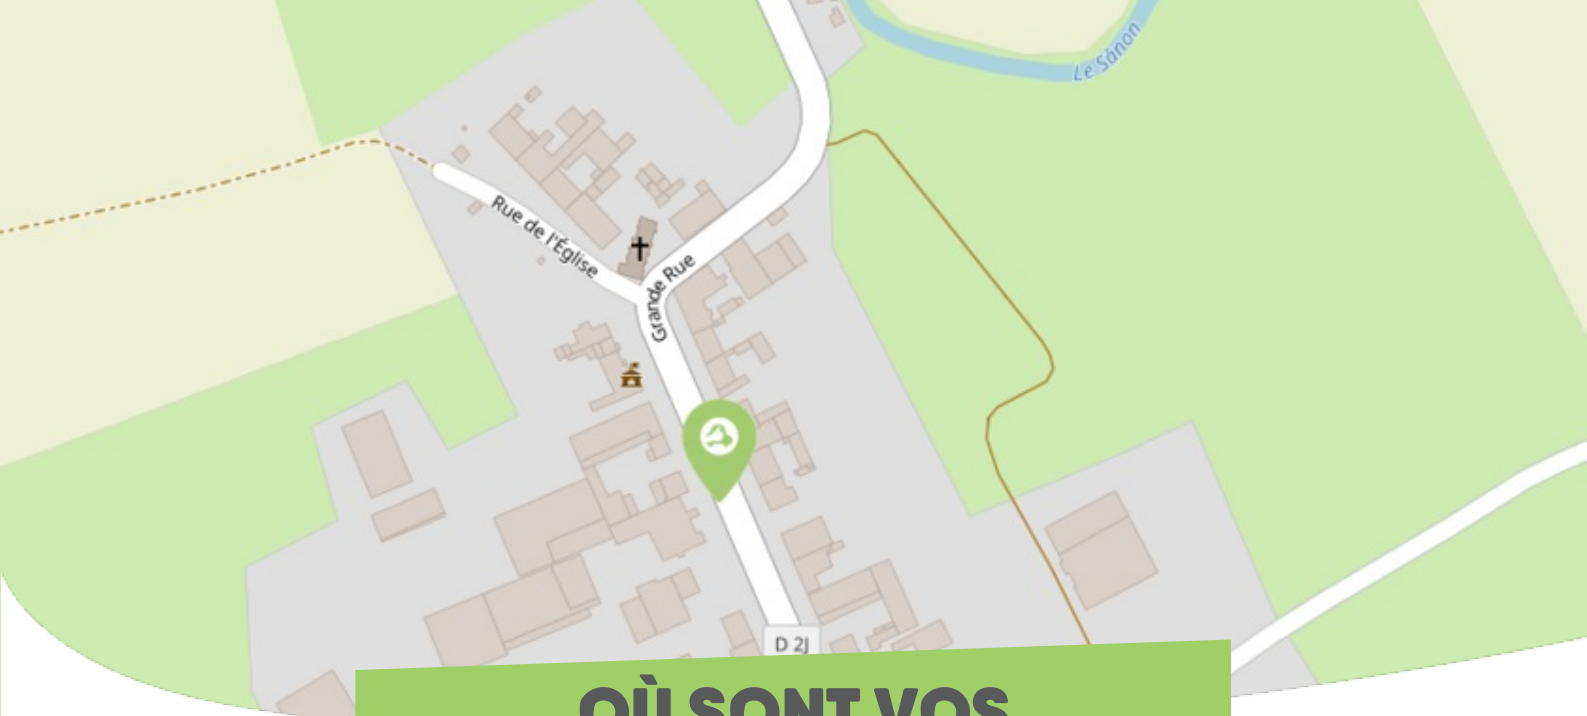 Le Sânon
Rue de l'Église
Grande Rue
D 2J
OÙ SONT VOS